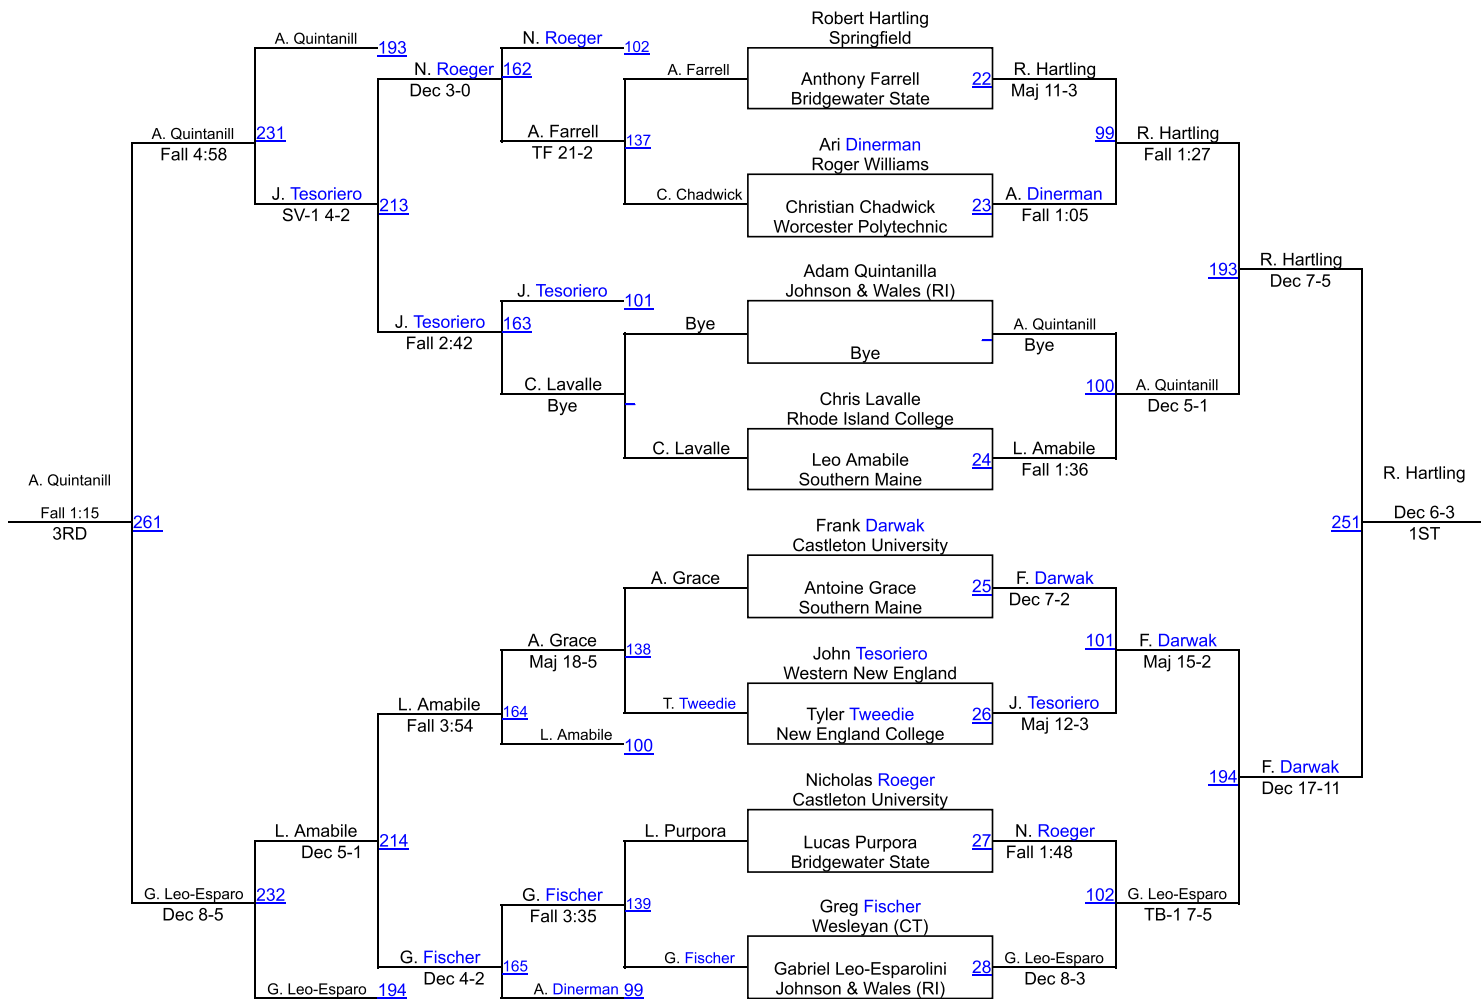 Robert Hartling
Springfield
A. Quintanill
193
N. Roeger
102
N. Roeger
162
Dec 3-0
A. Farrell
Anthony Farrell
Bridgewater State
22
R. Hartling
Maj 11-3
A. Quintanill
231
Fall 4:58
A. Farrell
137
TF 21-2
Ari Dinerman
Roger Williams
99
R. Hartling
Fall 1:27
J. Tesoriero
213
SV-1 4-2
C. Chadwick
Christian Chadwick
Worcester Polytechnic
23
A. Dinerman
Fall 1:05
Adam Quintanilla
Johnson & Wales (RI)
193
R. Hartling
Dec 7-5
J. Tesoriero
101
J. Tesoriero
163
Fall 2:42
Bye
Bye
A. Quintanill
Bye
C. Lavalle
Bye
100
A. Quintanill
Dec 5-1
Chris Lavalle
Rhode Island College
C. Lavalle
Leo Amabile
Southern Maine
24
L. Amabile
Fall 1:36
A. Quintanill
R. Hartling
Fall 1:15
261
3RD
251
Dec 6-3
1ST
Frank Darwak
Castleton University
A. Grace
Antoine Grace
Southern Maine
25
F. Darwak
Dec 7-2
A. Grace
138
Maj 18-5
John Tesoriero
Western New England
101
F. Darwak
Maj 15-2
L. Amabile
164
Fall 3:54
T. Tweedie
Tyler Tweedie
New England College
26
J. Tesoriero
Maj 12-3
L. Amabile
100
Nicholas Roeger
Castleton University
194
F. Darwak
Dec 17-11
L. Amabile
214
Dec 5-1
L. Purpora
Lucas Purpora
Bridgewater State
27
N. Roeger
Fall 1:48
G. Leo-Esparo
232
Dec 8-5
G. Fischer
139
Fall 3:35
Greg Fischer
Wesleyan (CT)
102
G. Leo-Esparo
TB-1 7-5
G. Fischer
165
Dec 4-2
G. Fischer
Gabriel Leo-Esparolini
Johnson & Wales (RI)
28
G. Leo-Esparo
Dec 8-3
G. Leo-Esparo
194
A. Dinerman
99